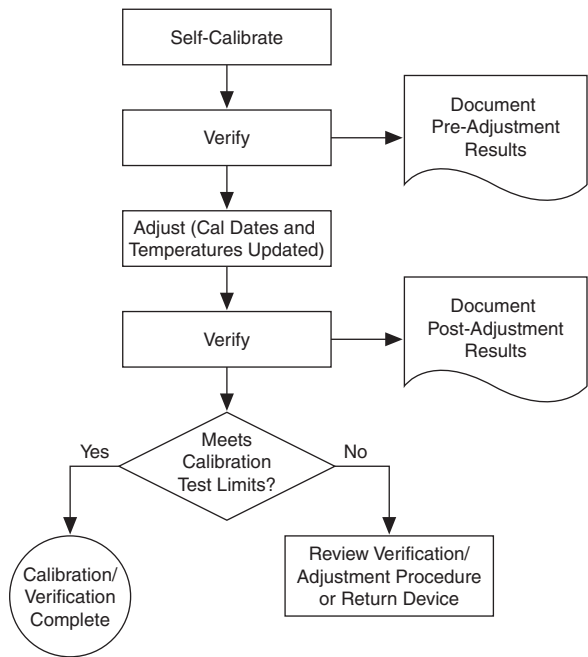 Self-Calibrate
Verify
Document
Pre-Adjustment
Results
Adjust (Cal Dates and
Temperatures Updated)
Verify
Document
Post-Adjustment
Results
Meets
Calibration
Test Limits?
Yes
No
Calibration/
Verification
Complete
Review Verification/
Adjustment Procedure
or Return Device